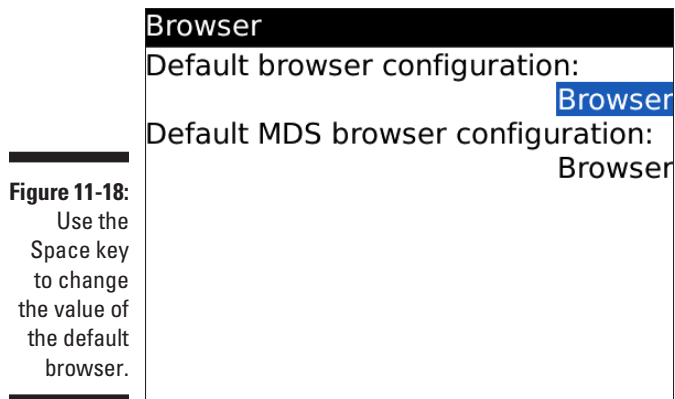 Browser
Default browser configuration:
Browser
Default MDS browser configuration:
Browser
Figure 11-18:
Use the
Space key
to change
the value of
the default
browser.